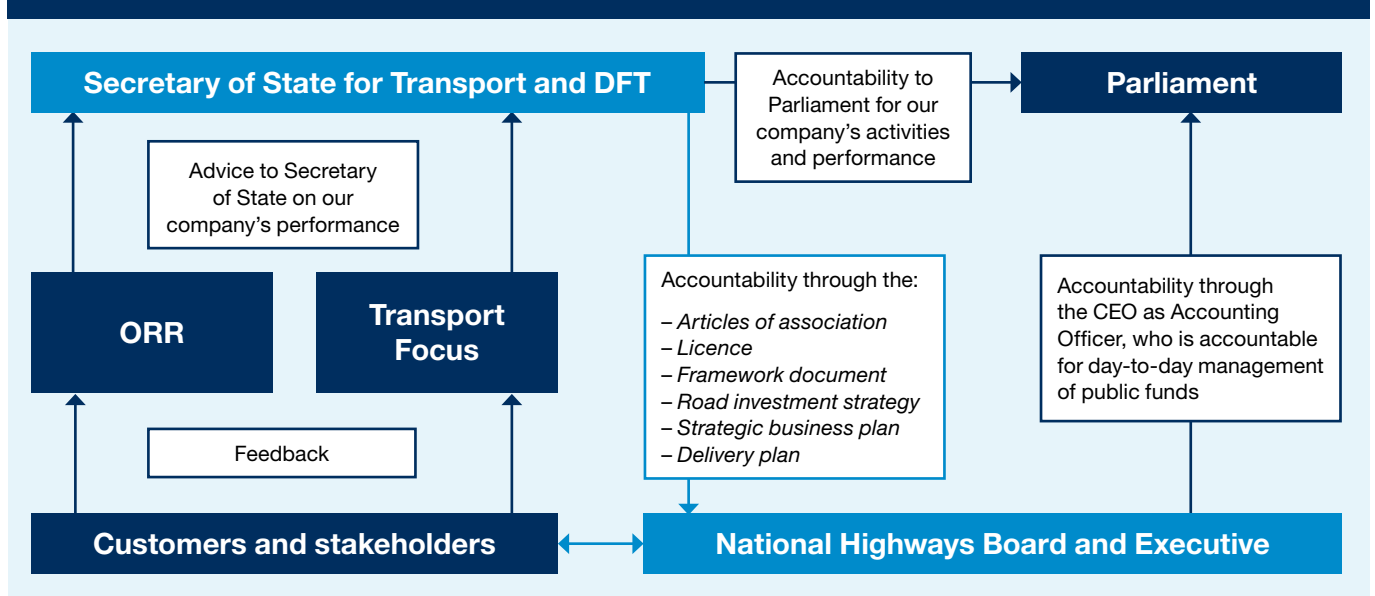 Secretary of State for Transport and DFT
Accountability to
Parliament for our
company's activities
and performance
Parliament
Advice to Secretary
of State on our
company's performance
ORR
Transport
Focus
Accountability through the:
– Articles of association
– Licence
– Framework document
– Road investment strategy
– Strategic business plan
– Delivery plan
Accountability through
the CEO as Accounting
Officer, who is accountable
for day-to-day management
of public funds
Feedback
Customers and stakeholders
National Highways Board and Executive